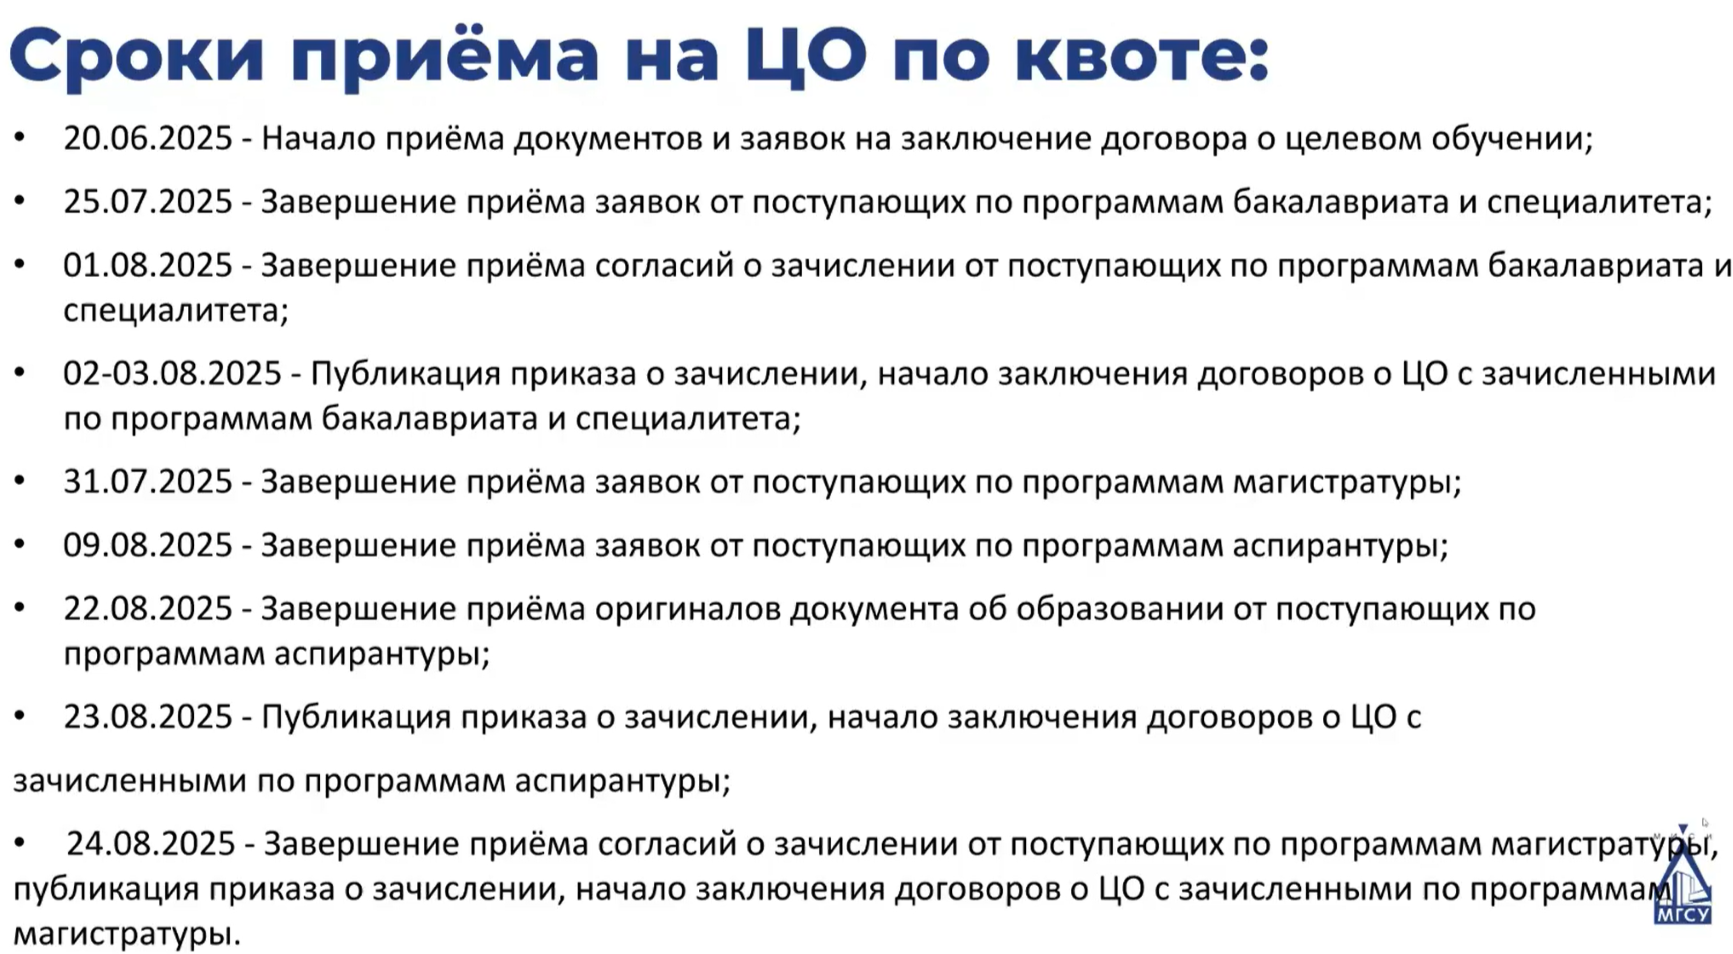 Сроки приёма на ЦО по квоте:
• 20.06.2025 - Начало приёма документов и заявок на заключение договора о целевом обучении;
• 25.07.2025 - Завершение приёма заявок от поступающих по программам бакалавриата и специалитета;
• 01.08.2025 - Завершение приёма согласий о зачислении от поступающих по программам бакалавриата и
специалитета;
• 02-03.08.2025 - Публикация приказа о зачислении, начало заключения договоров о ЦО с зачисленными
по программам бакалавриата и специалитета;
• 31.07.2025 - Завершение приёма заявок от поступающих по программам магистратуры;
• 09.08.2025 - Завершение приёма заявок от поступающих по программам аспирантуры;
• 22.08.2025 - Завершение приёма оригиналов документа об образовании от поступающих по
программам аспирантуры;
• 23.08.2025 - Публикация приказа о зачислении, начало заключения договоров о ЦО с
зачисленными по программам аспирантуры;
• 24.08.2025 - Завершение приёма согласий о зачислении от поступающих по программам магистратуры,
публикация приказа о зачислении, начало заключения договоров о ЦО с зачисленными по программам
магистратуры.
МГСУ